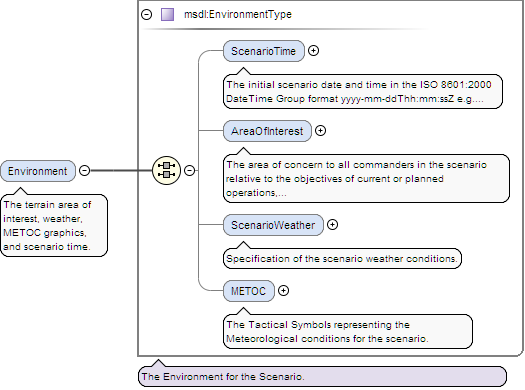 msdl:EnvironmentType
ScenarioTime
The initial scenario date and time in the ISO 8601:2000
DateTime Group format yyyy-mm-ddThh:mm:ssZ e.g....
AreaOfInterest
The area of concern to all commanders in the scenario
relative to the objectives of current or planned
operations,...
Environment
The terrain area of
interest, weather,
METOC graphics,
and scenario time.
ScenarioWeather
Specification of the scenario weather conditions.
METOC
The Tactical Symbols representing the
Meteorological conditions for the scenario.
The Environment for the Scenario.